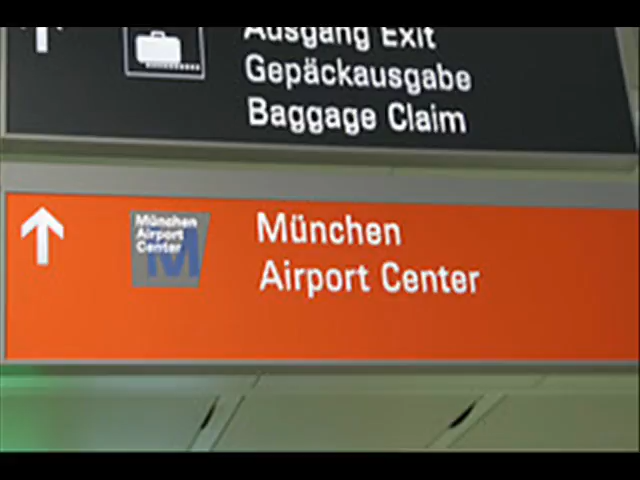 Ausgang Exit
Gepäckausgabe
Baggage Claim
München
Airport
Center
M
München
Airport Center